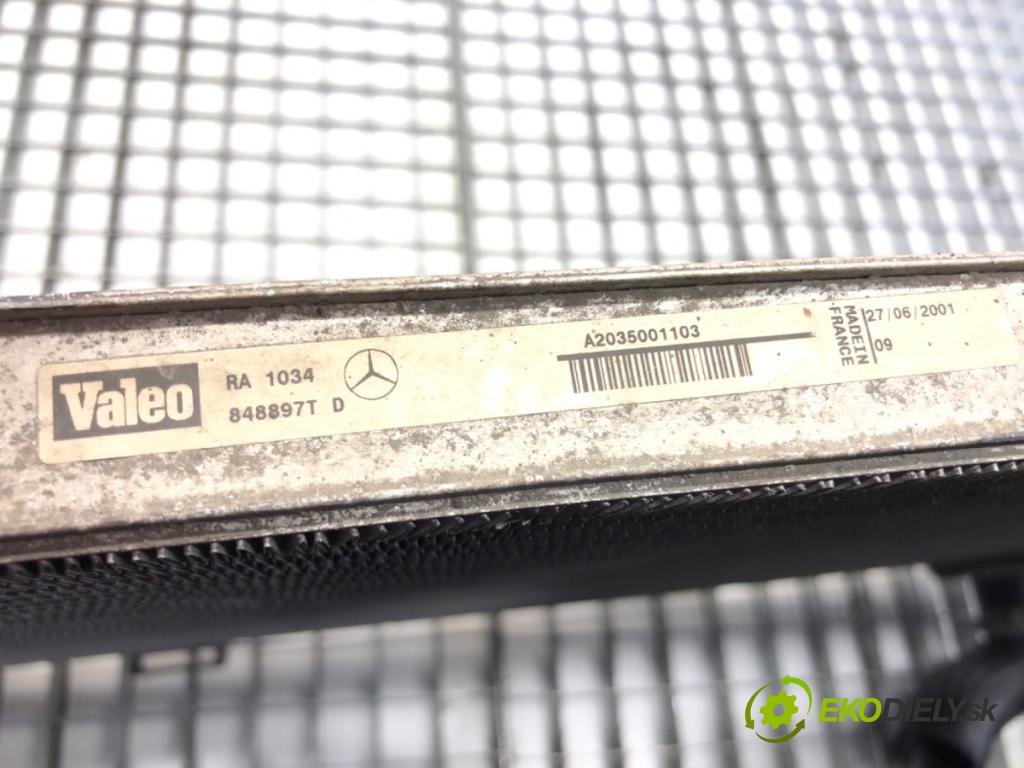 Valeo
RA 1034
848897T D
A2035001103
MADE IN
FRANCE
27/06/2001
09
EKODIELY.sk